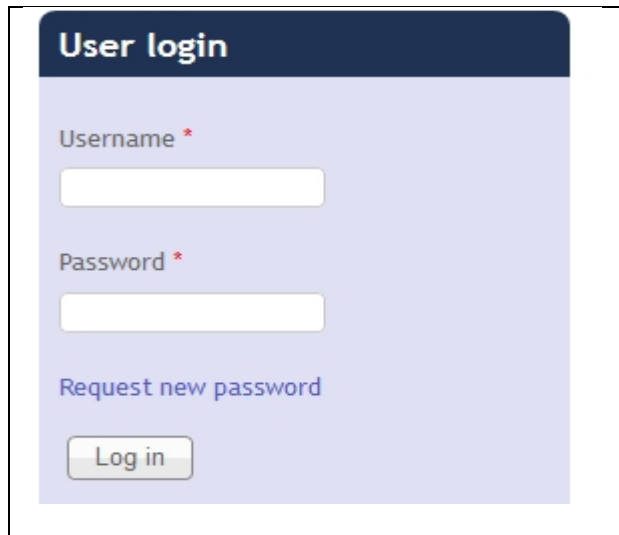 User login
Username *
Password *
Request new password
Log in